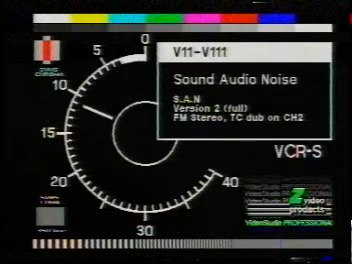 V11-V111
Sound Audio Noise
S.A.N
Version 2 (full)
FM Stereo, TC dub on CH2
0
5
10
15
20
30
40
VCR-S
2 video
products
VideoStudio PROFESSIONAL